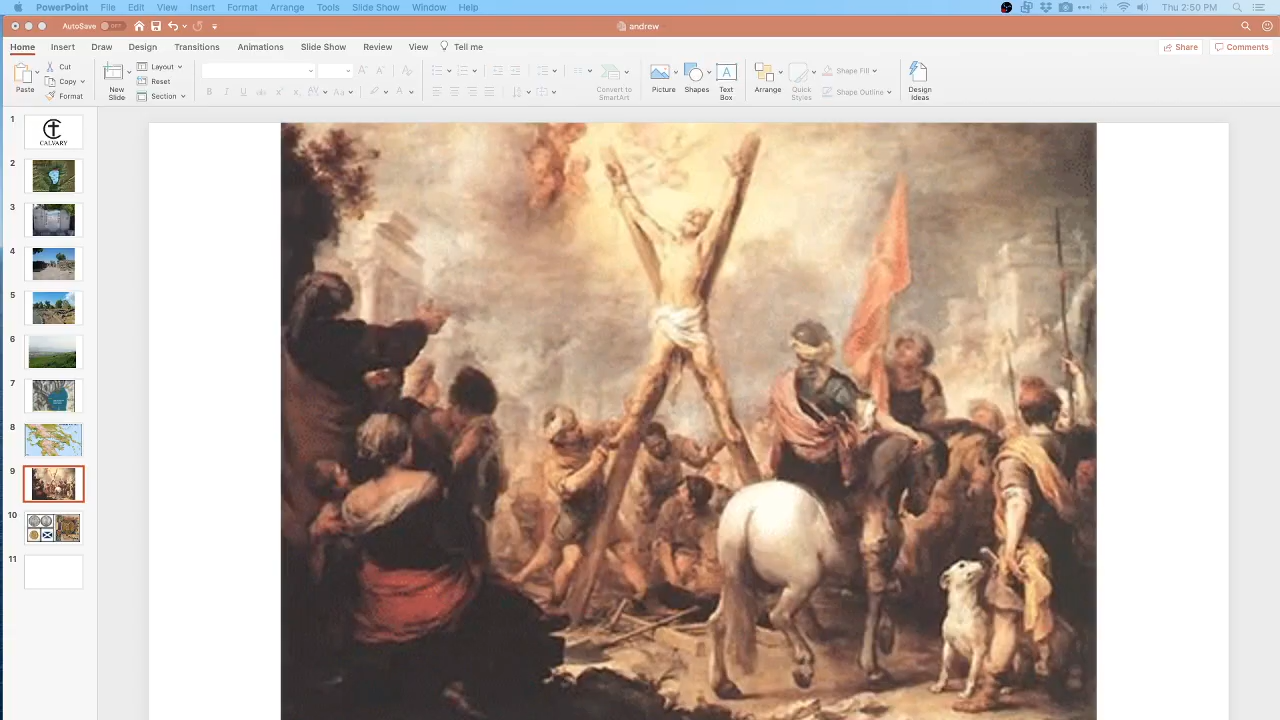 PowerPoint File Edit View Insert Format Arrange Tools Slide Show Window Help Thu 2:50 PM
AutoSave OFF andrew
Home Insert Draw Design Transitions Animations Slide Show Review View Tell me Share Comments
Paste Cut Copy Format New Slide Layout Reset Section B I U Aa A Convert to SmartArt Picture Shapes Text Box Arrange Quick Styles Shape Fill Shape Outline Design Ideas
1
CALVARY
2
3
4
5
6
7
8
9
10
11